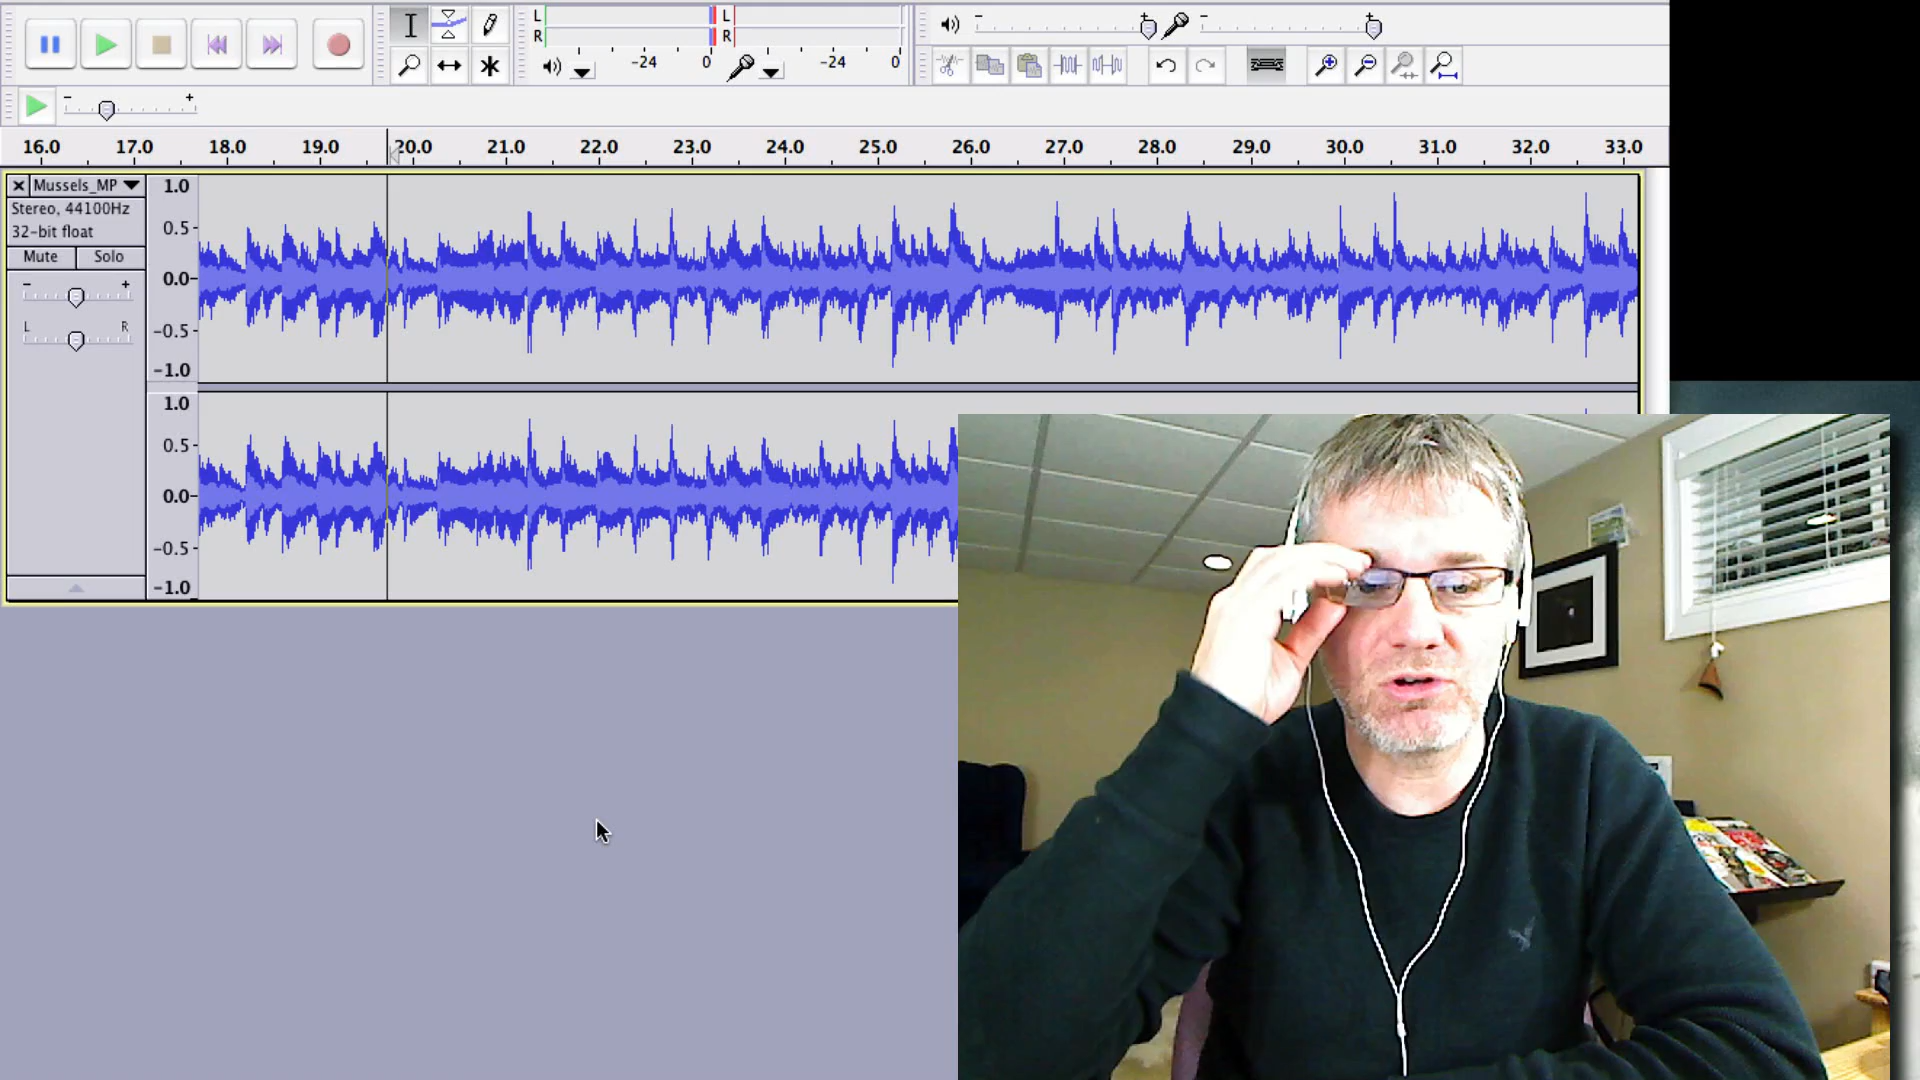 L
R
-24 0
L
R
-24 0
- +
- +
- +
16.0 17.0 18.0 19.0 20.0 21.0 22.0 23.0 24.0 25.0 26.0 27.0 28.0 29.0 30.0 31.0 32.0 33.0
Mussels_MP
Stereo, 44100Hz
32-bit float
Mute Solo
- +
L R
1.0
0.5
0.0
-0.5
-1.0
1.0
0.5
0.0
-0.5
-1.0